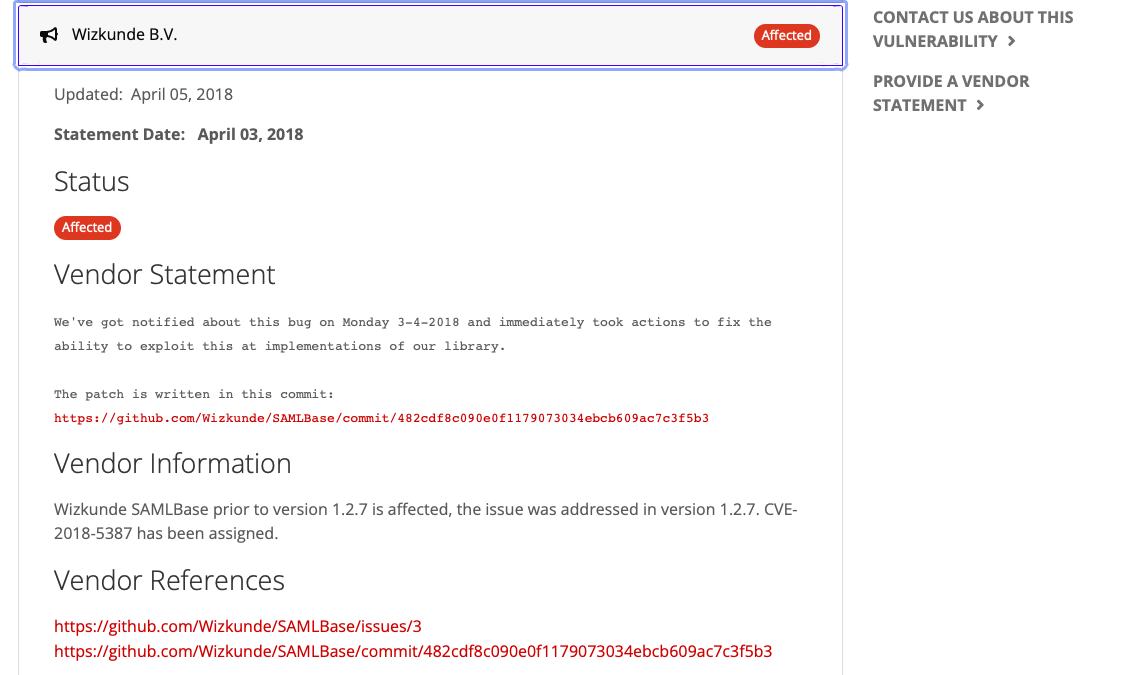 Wizkunde B.V.
Affected
Updated: April 05, 2018
Statement Date: April 03, 2018
Status
Affected
Vendor Statement
We've got notified about this bug on Monday 3-4-2018 and immediately took actions to fix the
ability to exploit this at implementations of our library.
The patch is written in this commit:
https://github.com/Wizkunde/SAMLBase/commit/482cdf8c090e0f1179073034ebcb609ac7c3f5b3
Vendor Information
Wizkunde SAMLBase prior to version 1.2.7 is affected, the issue was addressed in version 1.2.7. CVE-
2018-5387 has been assigned.
Vendor References
https://github.com/Wizkunde/SAMLBase/issues/3
https://github.com/Wizkunde/SAMLBase/commit/482cdf8c090e0f1179073034ebcb609ac7c3f5b3
CONTACT US ABOUT THIS
VULNERABILITY
PROVIDE A VENDOR
STATEMENT